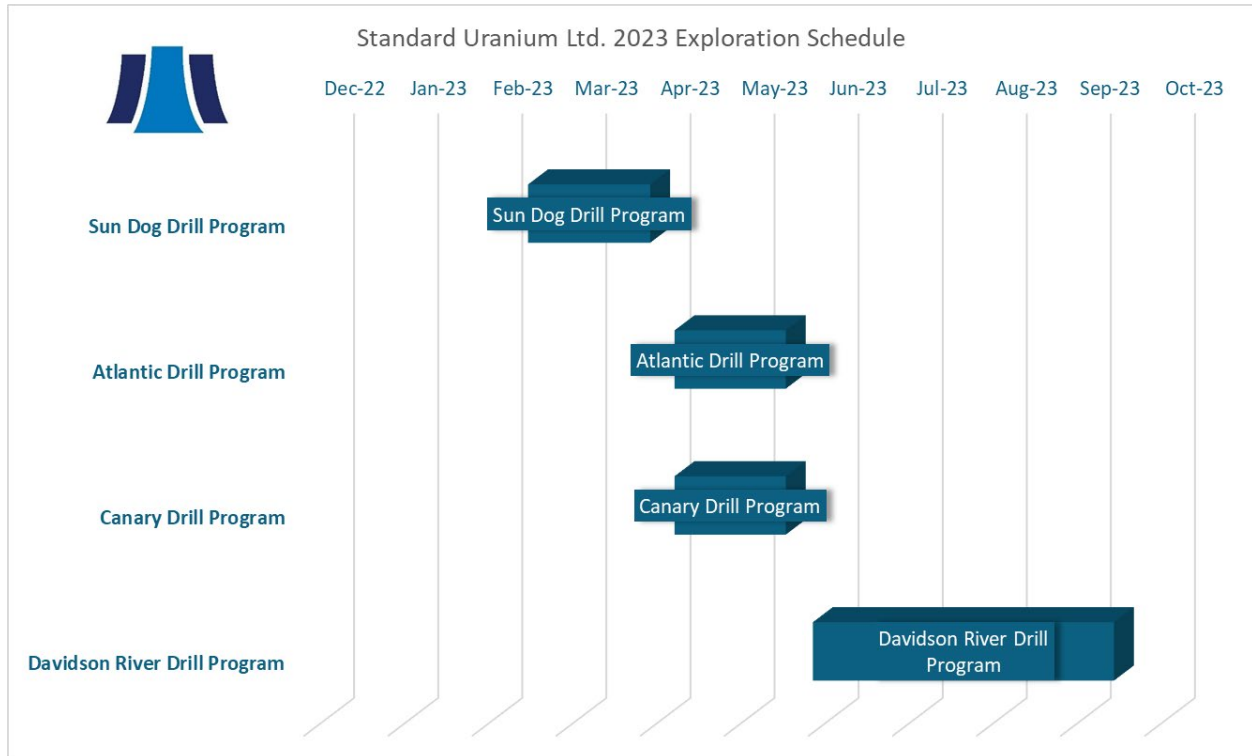 Standard Uranium Ltd. 2023 Exploration Schedule
Dec-22 Jan-23 Feb-23 Mar-23 Apr-23 May-23 Jun-23 Jul-23 Aug-23 Sep-23 Oct-23
Sun Dog Drill Program
Sun Dog Drill Program
Atlantic Drill Program
Atlantic Drill Program
Canary Drill Program
Canary Drill Program
Davidson River Drill Program
Davidson River Drill
Program